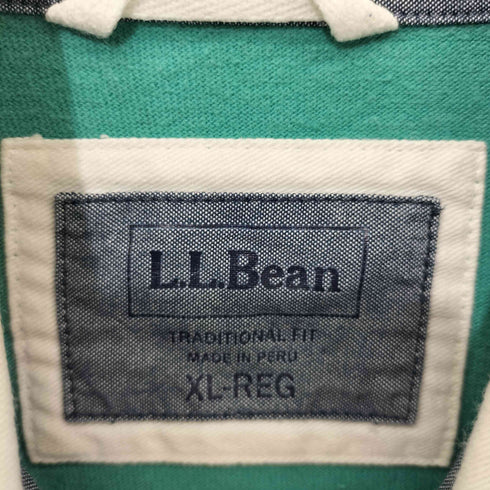 L.L.Bean
TRADITIONAL FIT
MADE IN PERU
XL-REG